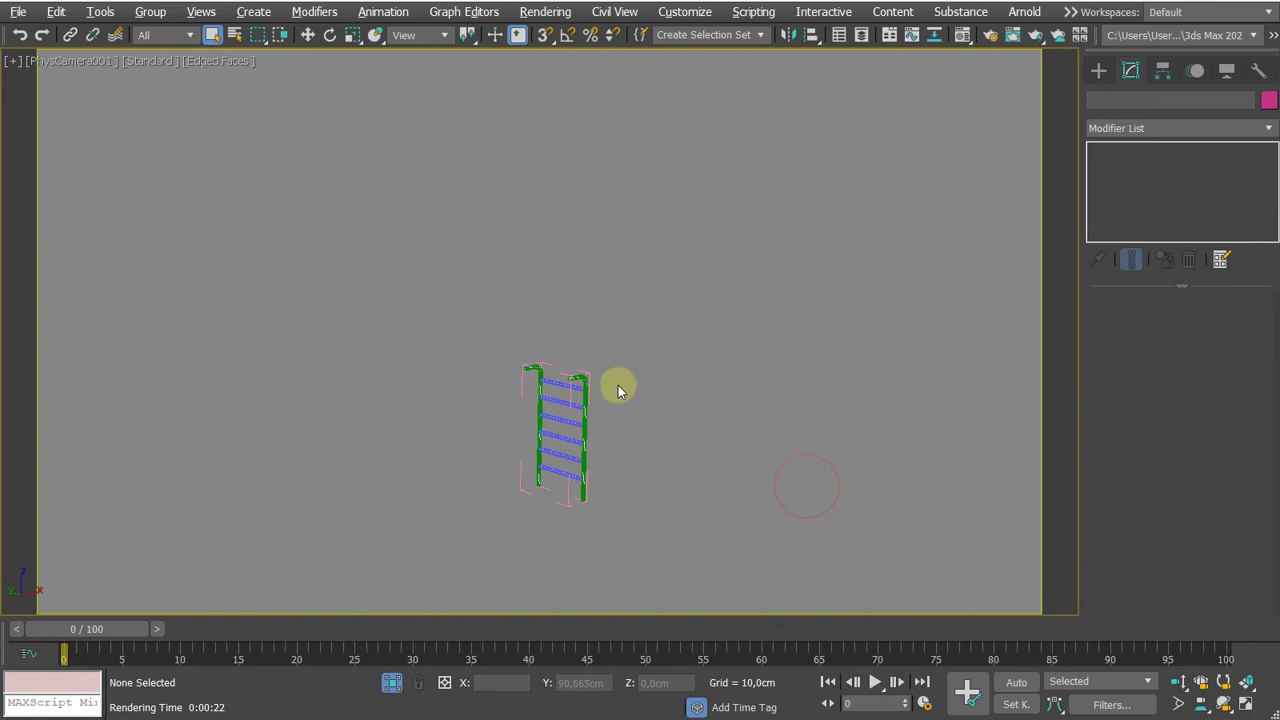 File Edit Tools Group Views Create Modifiers Animation Graph Editors Rendering Civil View Customize Scripting Interactive Content Substance Arnold Workspaces: Default
All View Create Selection Set C:\Users\User...\3ds Max 202
[+] [PhysCamera001 ] [Standard ] [Edged Faces ]
Modifier List
z
y x
< 0 / 100 >
0 5 10 15 20 25 30 35 40 45 50 55 60 65 70 75 80 85 90 95 100
None Selected X: Y: 90,665cm Z: 0,0cm Grid = 10,0cm Auto Selected
MAXScript Mi Rendering Time 0:00:22 Add Time Tag 0 Set K. Filters...